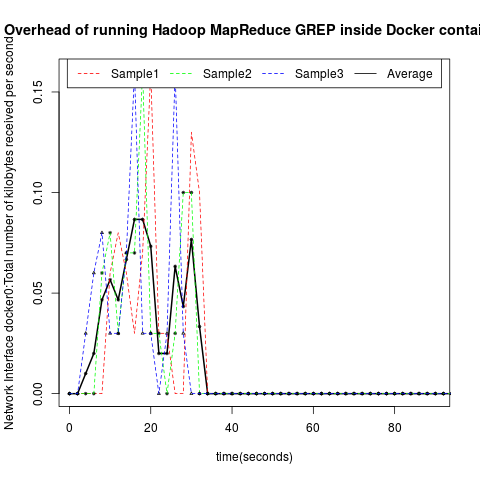 Overhead of running Hadoop MapReduce GREP inside Docker contai
Network Interface docker0:Total number of kilobytes received per second
Sample1 Sample2 Sample3 Average
0.15
0.10
0.05
0.00
0 20 40 60 80
time(seconds)